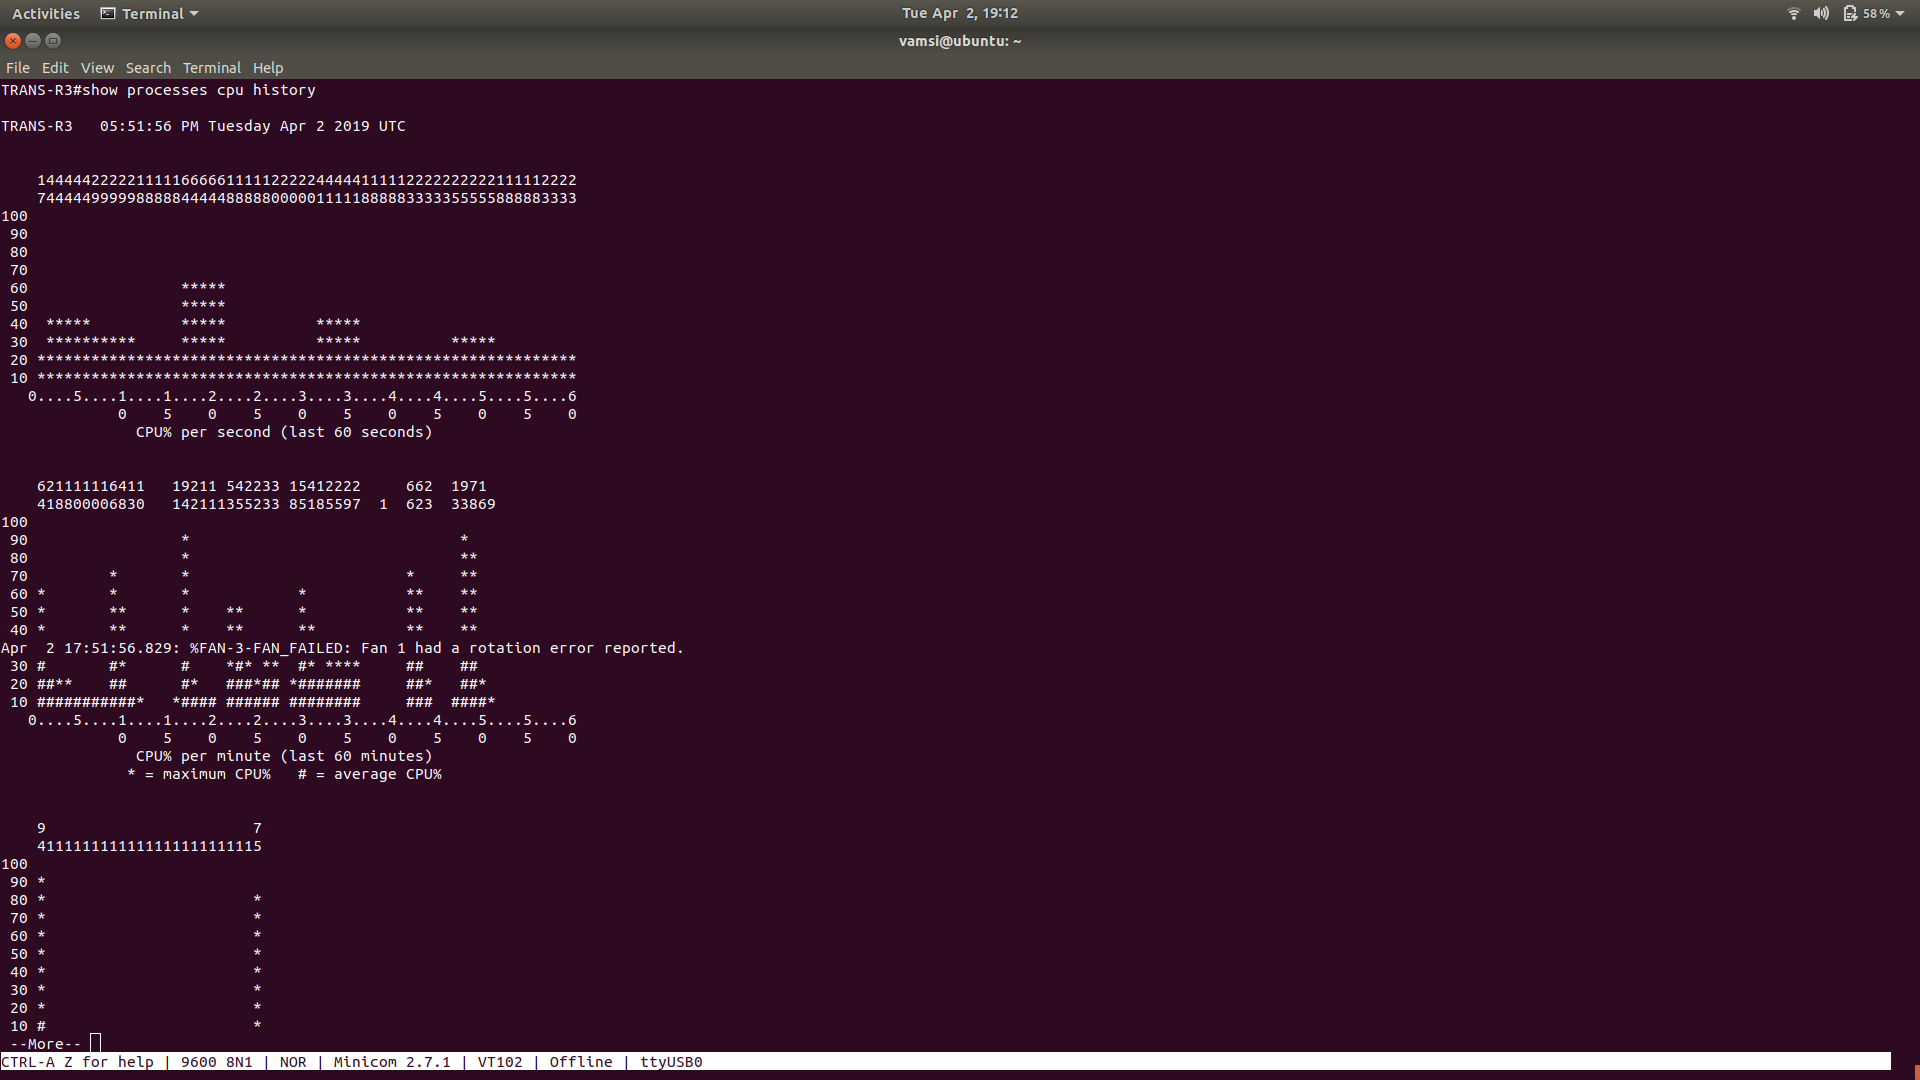 Activities Terminal Tue Apr 2, 19:12 58 %
vamsi@ubuntu: ~
File Edit View Search Terminal Help
TRANS-R3#show processes cpu history
TRANS-R3   05:51:56 PM Tuesday Apr 2 2019 UTC
    144444222221111166666111112222244444111112222222222111112222
    744444999998888844444888880000011111888883333355555888883333
100
 90
 80
 70
 60                 *****
 50                 *****
 40  *****          *****          *****
 30  **********     *****          *****          *****
 20 ************************************************************
 10 ************************************************************
   0....5....1....1....2....2....3....3....4....4....5....5....6
             0    5    0    5    0    5    0    5    0    5    0
               CPU% per second (last 60 seconds)
    621111116411   19211 542233 15412222     662  1971
    418800006830   142111355233 85185597  1  623  33869
100
 90                 *                              *
 80                 *                              **
 70         *       *                        *     **
 60 *       *       *            *           **    **
 50 *       **      *    **      *           **    **
 40 *       **      *    **      **          **    **
Apr  2 17:51:56.829: %FAN-3-FAN_FAILED: Fan 1 had a rotation error reported.
 30 #       #*      #    *#* **  #* ****     ##    ##
 20 ##**    ##      #*   ###*## *#######     ##*   ##*
 10 ###########*   *#### ###### ########     ###  ####*
   0....5....1....1....2....2....3....3....4....4....5....5....6
             0    5    0    5    0    5    0    5    0    5    0
               CPU% per minute (last 60 minutes)
              * = maximum CPU%   # = average CPU%
    9                       7
    4111111111111111111111115
100
 90 *
 80 *                       *
 70 *                       *
 60 *                       *
 50 *                       *
 40 *                       *
 30 *                       *
 20 *                       *
 10 #                       *
 --More--
CTRL-A Z for help | 9600 8N1 | NOR | Minicom 2.7.1 | VT102 | Offline | ttyUSB0